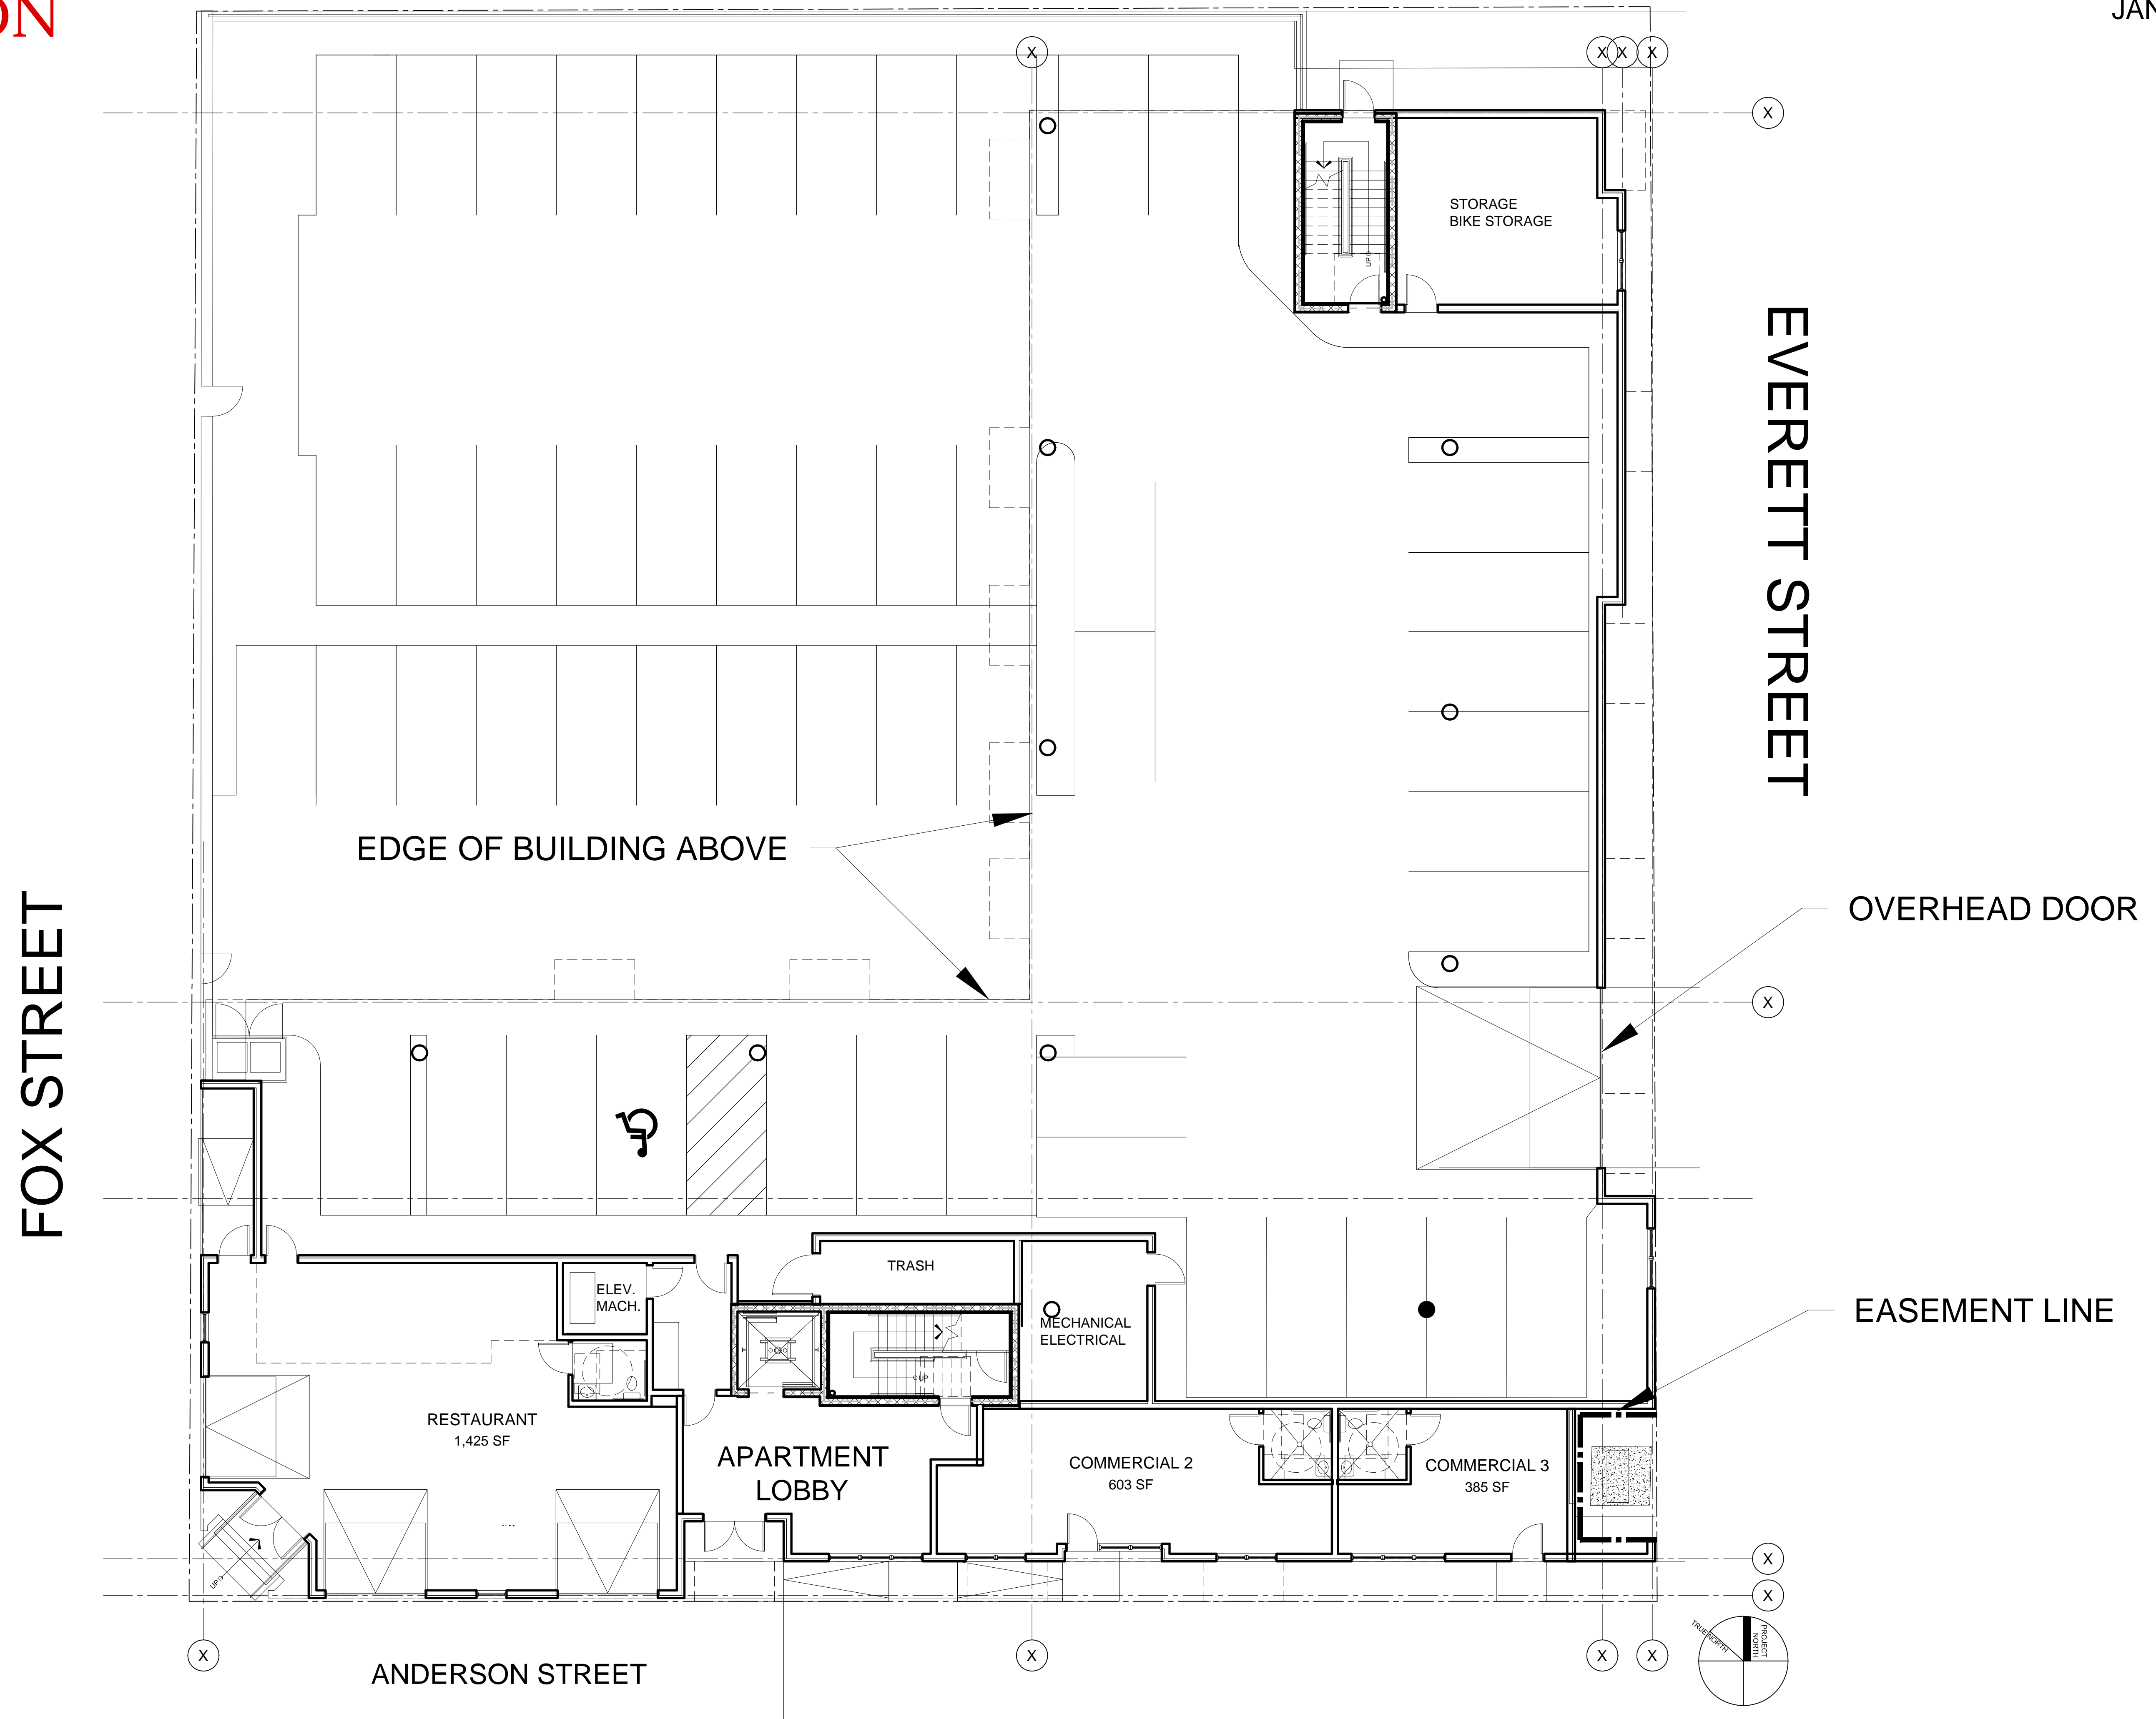 ON
JAN
X
X
X
X
X
STORAGE
BIKE STORAGE
UP
EVERETT STREET
EDGE OF BUILDING ABOVE
OVERHEAD DOOR
FOX STREET
X
TRASH
ELEV.
MACH.
MECHANICAL
ELECTRICAL
EASEMENT LINE
UP
RESTAURANT
1,425 SF
APARTMENT
LOBBY
COMMERCIAL 2
603 SF
COMMERCIAL 3
385 SF
UP
X
X
X
X
X
X
TRUE NORTH
PROJECT
NORTH
ANDERSON STREET